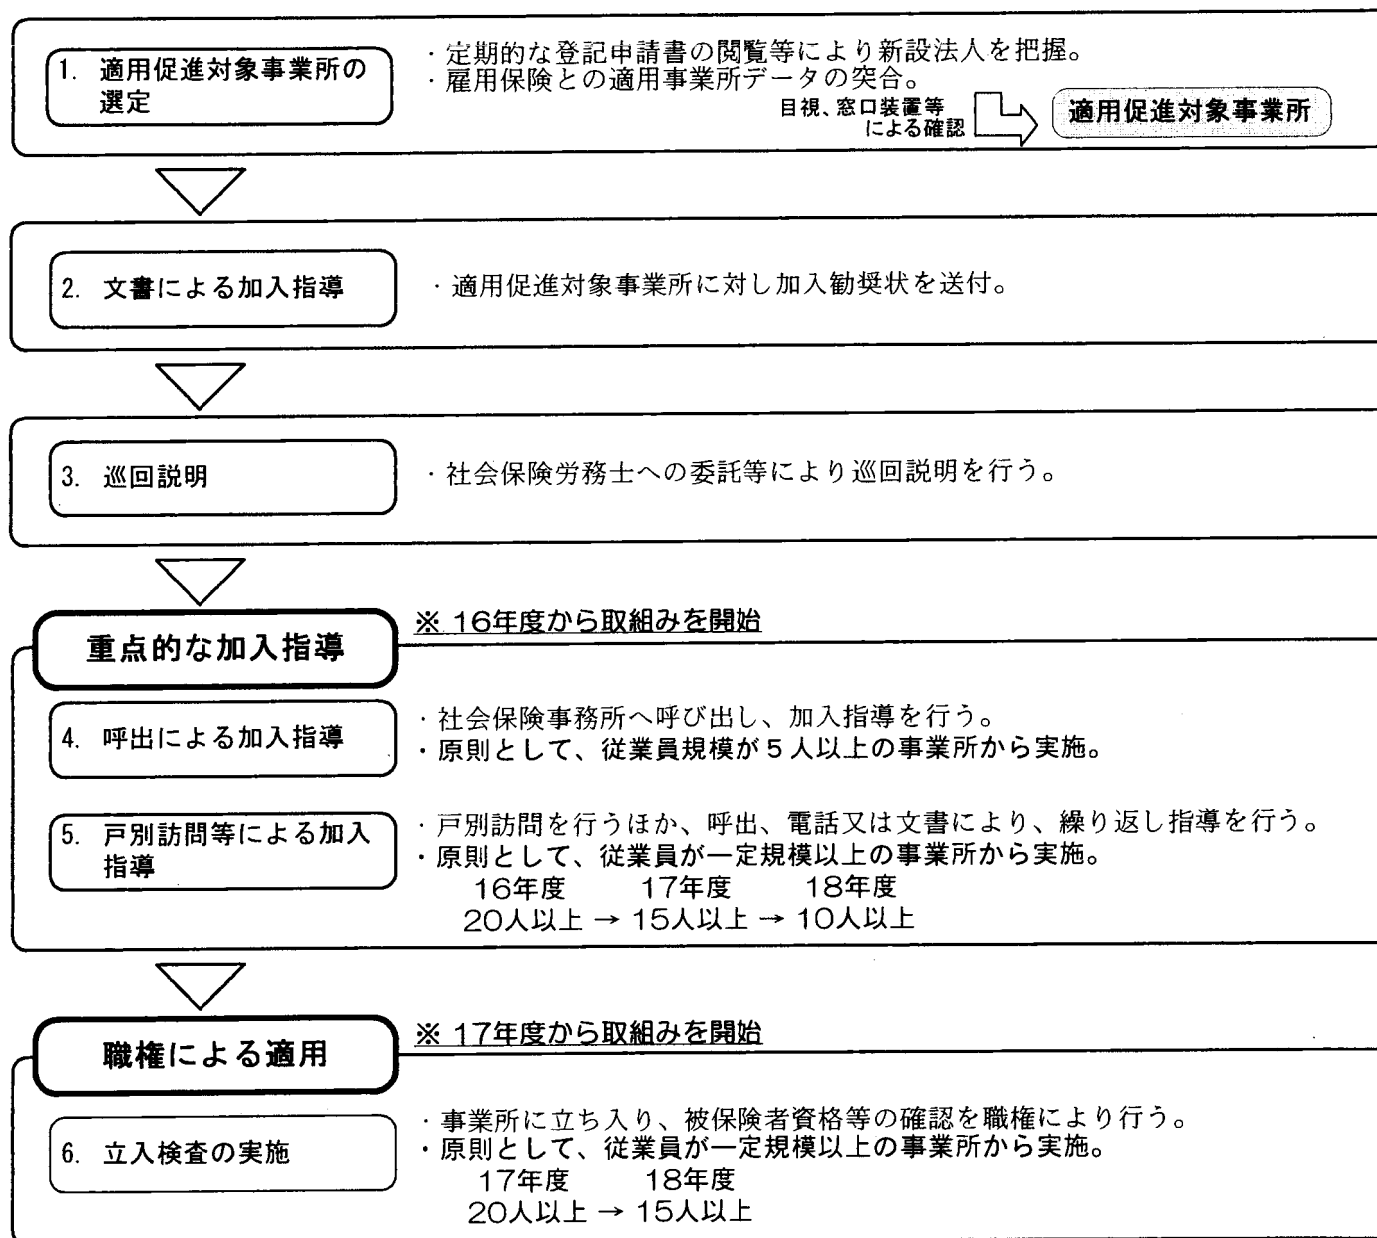 1. 適用促進対象事業所の
選定
・定期的な登記申請書の閲覧等により新設法人を把握。
・雇用保険との適用事業所データの突合。
目視、窓口装置等
による確認
適用促進対象事業所
2. 文書による加入指導
・適用促進対象事業所に対し加入勧奨状を送付。
3. 巡回説明
・社会保険労務士への委託等により巡回説明を行う。
重点的な加入指導
※ 16年度から取組みを開始
4. 呼出による加入指導
・社会保険事務所へ呼び出し、加入指導を行う。
・原則として、従業員規模が5人以上の事業所から実施。
5. 戸別訪問等による加入
指導
・戸別訪問を行うほか、呼出、電話又は文書により、繰り返し指導を行う。
・原則として、従業員が一定規模以上の事業所から実施。
16年度 17年度 18年度
20人以上 → 15人以上 → 10人以上
職権による適用
※ 17年度から取組みを開始
6. 立入検査の実施
・事業所に立ち入り、被保険者資格等の確認を職権により行う。
・原則として、従業員が一定規模以上の事業所から実施。
17年度 18年度
20人以上 → 15人以上